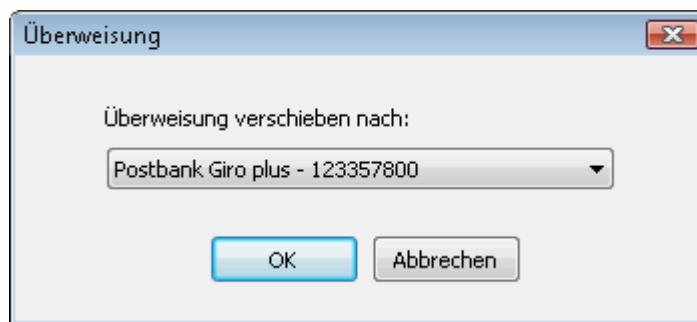 Überweisung
Überweisung verschieben nach:
Postbank Giro plus - 123357800
OK
Abbrechen